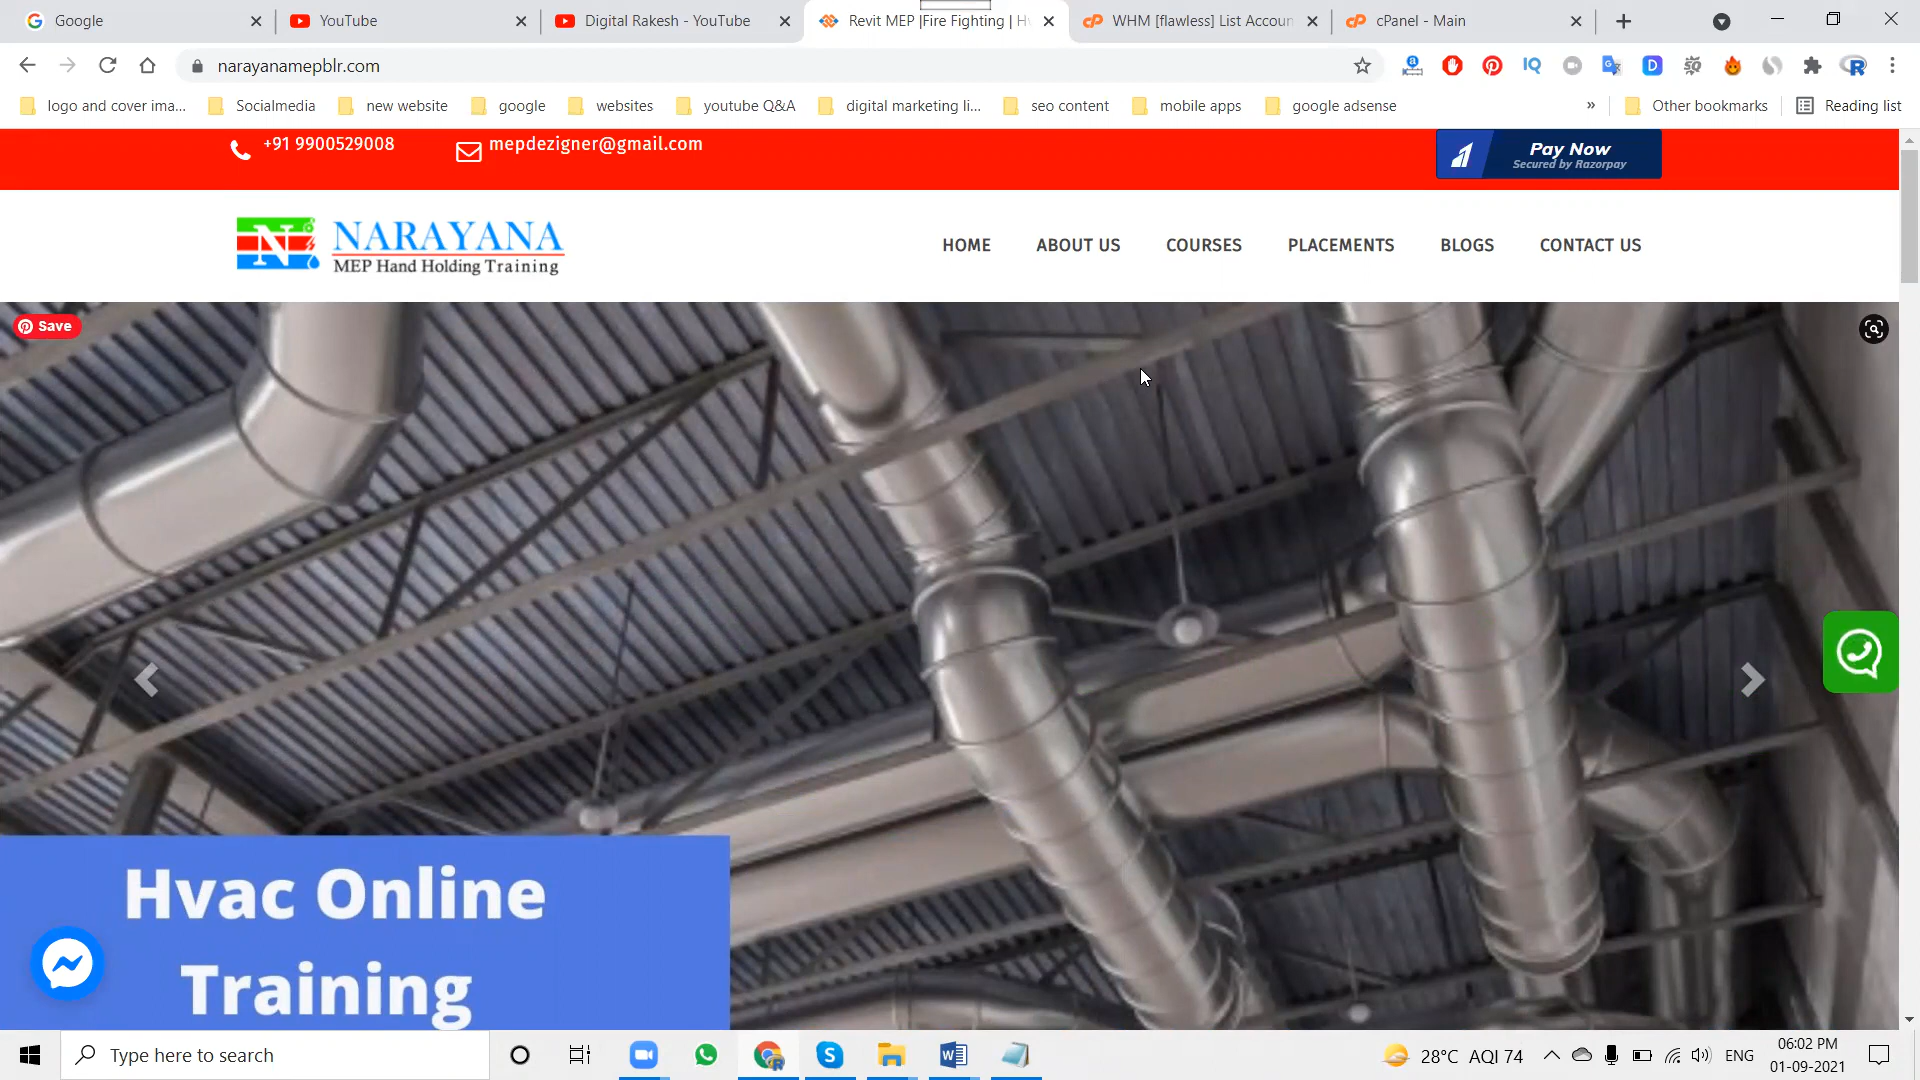 Google
YouTube
Digital Rakesh - YouTube
Revit MEP |Fire Fighting | H
WHM [flawless] List Accoun
cPanel - Main
narayanamepblr.com
logo and cover ima...
Socialmedia
new website
google
websites
youtube Q&A
digital marketing li...
seo content
mobile apps
google adsense
»
Other bookmarks
Reading list
+91 9900529008
mepdezigner@gmail.com
Pay Now
Secured by Razorpay
N NARAYANA
MEP Hand Holding Training
HOME
ABOUT US
COURSES
PLACEMENTS
BLOGS
CONTACT US
Save
Hvac Online
Training
Type here to search
28°C AQI 74
ENG
06:02 PM
01-09-2021